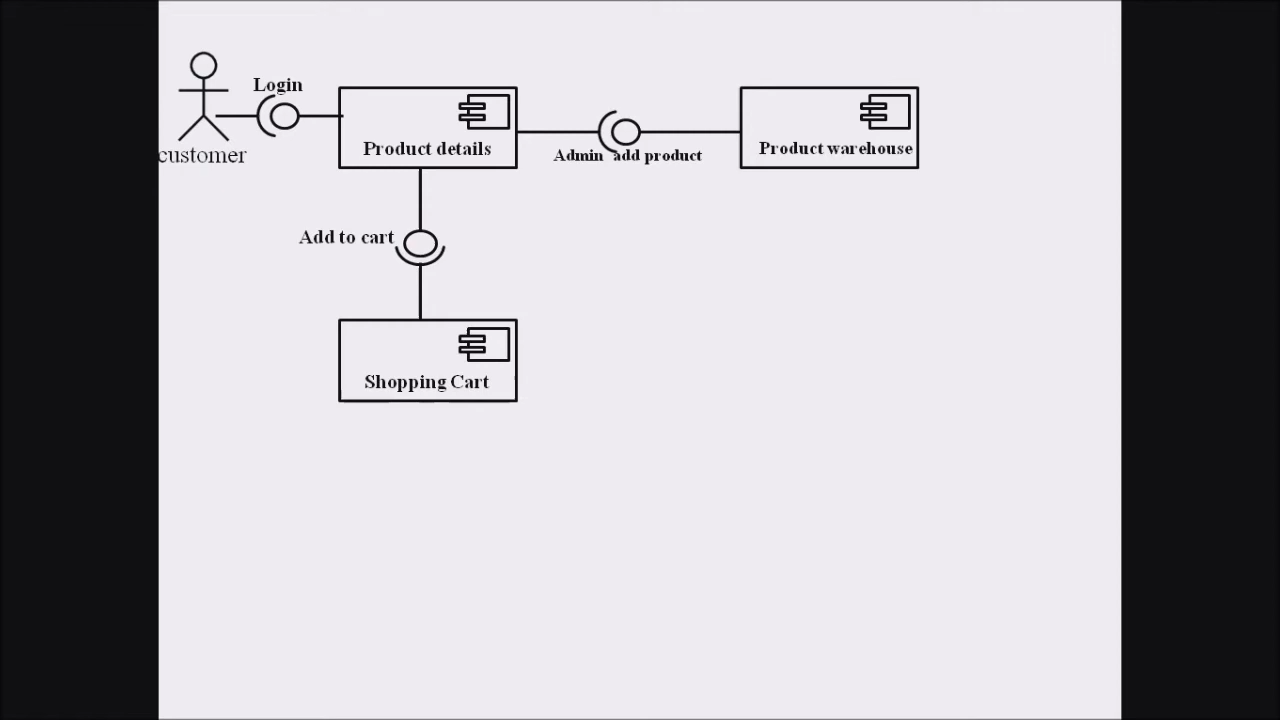 Login
customer
Product details
Admin add product
Product warehouse
Add to cart
Shopping Cart